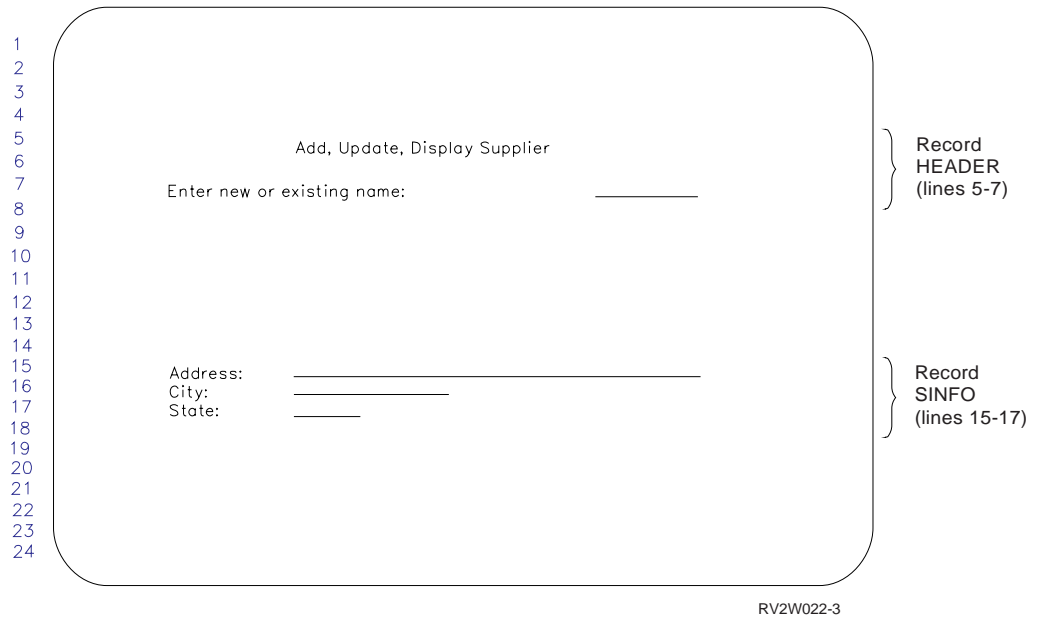 1
2
3
4
5
Add, Update, Display Supplier
6
7
Enter new or existing name:
8
Record
HEADER
(lines 5-7)
9
10
11
12
13
14
15
Address:
16
City:
17
State:
18
Record
SINFO
(lines 15-17)
19
20
21
22
23
24
RV2W022-3